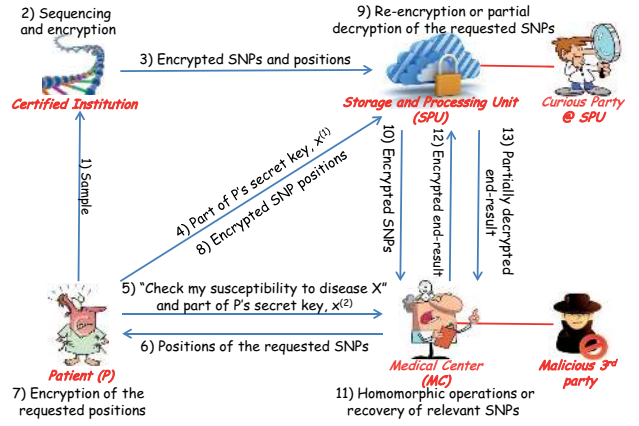 2) Sequencing
and encryption
9) Re-encryption or partial
decryption of the requested SNPs
3) Encrypted SNPs and positions
Certified Institution
Storage and Processing Unit
(SPU)
Curious Party
@ SPU
1) Sample
4) Part of P's secret key, x(1)
8) Encrypted SNP positions
10) Encrypted
SNPs
12) Encrypted
end-result
13) Partially decrypted
end-result
5) "Check my susceptibility to disease X"
and part of P's secret key, x(2)
6) Positions of the requested SNPs
Patient (P)
Medical Center
(MC)
Malicious 3rd
party
7) Encryption of the
requested positions
11) Homomorphic operations or
recovery of relevant SNPs